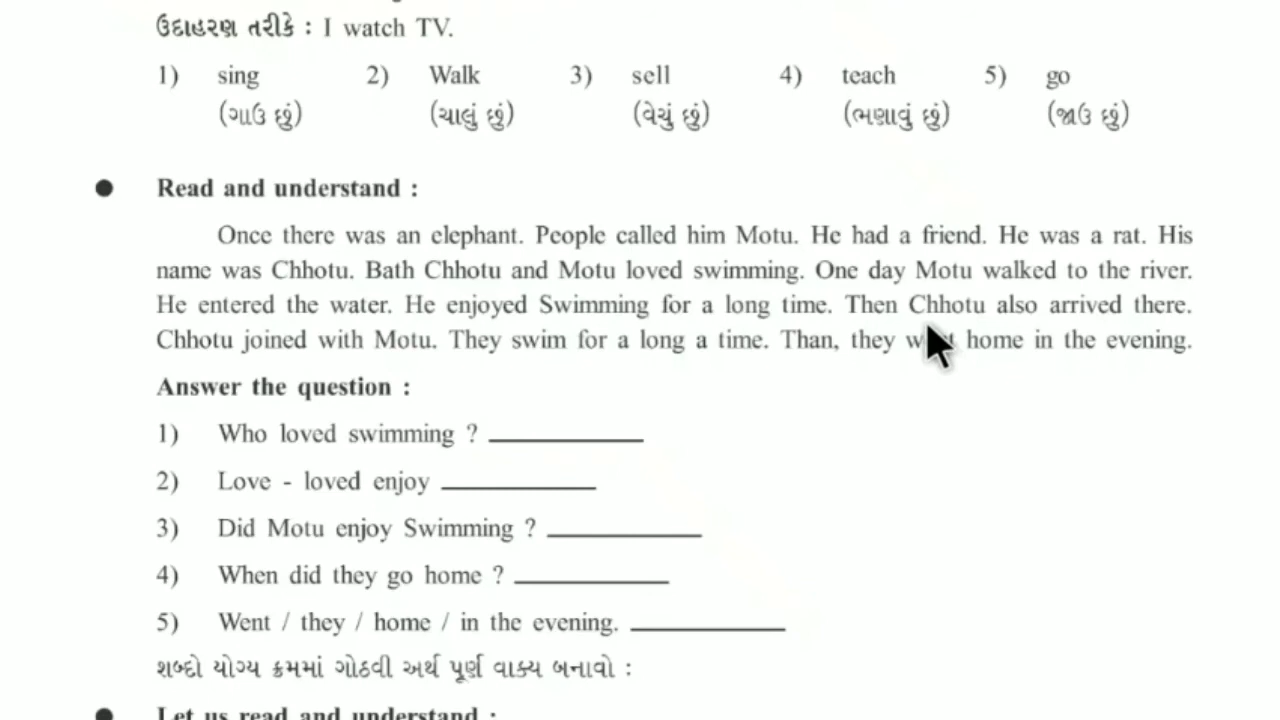 ઉદાહરણ તરીકે : I watch TV.
1) sing 2) Walk 3) sell 4) teach 5) go
(ગાઉ છું) (ચાલું છું) (વેચું છું) (ભણાવું છું) (જાઉ છું)
● Read and understand :
Once there was an elephant. People called him Motu. He had a friend. He was a rat. His
name was Chhotu. Bath Chhotu and Motu loved swimming. One day Motu walked to the river.
He entered the water. He enjoyed Swimming for a long time. Then Chhotu also arrived there.
Chhotu joined with Motu. They swim for a long a time. Than, they home in the evening.
Answer the question :
1) Who loved swimming ?
2) Love - loved enjoy
3) Did Motu enjoy Swimming ?
4) When did they go home ?
5) Went / they / home / in the evening.
શબ્દો યોગ્ય ક્રમમાં ગોઠવી અર્થ પૂર્ણ વાક્ય બનાવો :
● Let us read and understand :